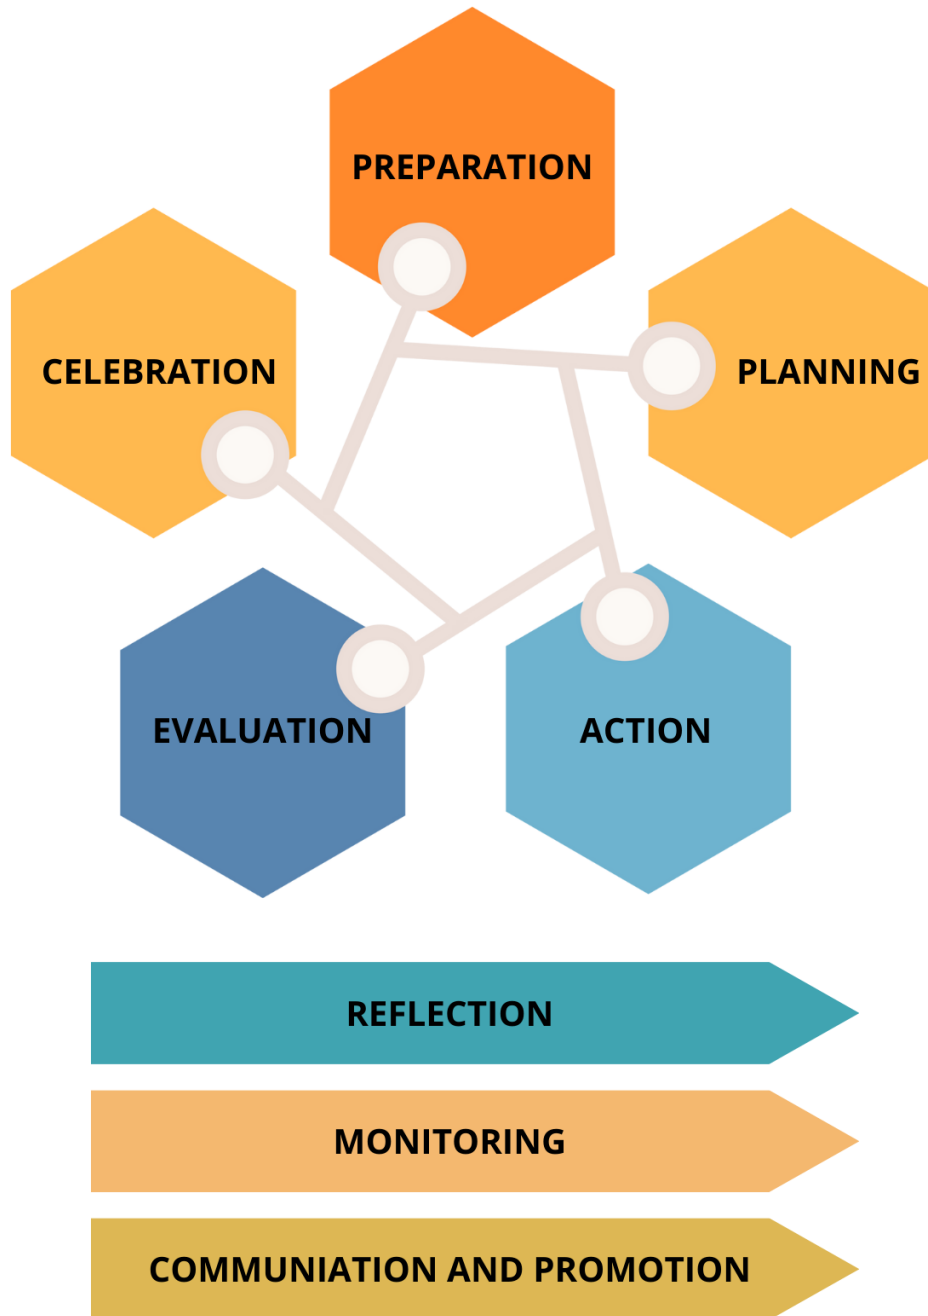 PREPARATION
CELEBRATION
PLANNING
EVALUATION
ACTION
REFLECTION
MONITORING
COMMUNIATION AND PROMOTION